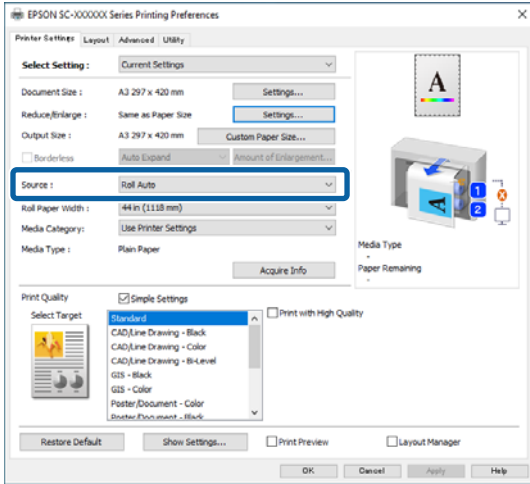 EPSON SC-XXXXXX Series Printing Preferences
Printer Settings Layout Advanced Utility
Select Setting : Current Settings
Document Size : A3 297 x 420 mm Settings...
Reduce/Enlarge : Same as Paper Size Settings...
Output Size : A3 297 x 420 mm Custom Paper Size...
Borderless Auto Expand Amount of Enlargement...
Source : Roll Auto
Roll Paper Width : 44 in (1118 mm)
Media Category: Use Printer Settings
Media Type : Plain Paper
Acquire Info
A
A
1
2
Media Type
-
Paper Remaining
-
Print Quality Simple Settings
Select Target
Standard
CAD/Line Drawing - Black
CAD/Line Drawing - Color
CAD/Line Drawing - Bi-Level
GIS - Black
GIS - Color
Poster/Document - Color
Poster/Document - Black
Print with High Quality
Restore Default Show Settings... Print Preview Layout Manager
OK Cancel Apply Help